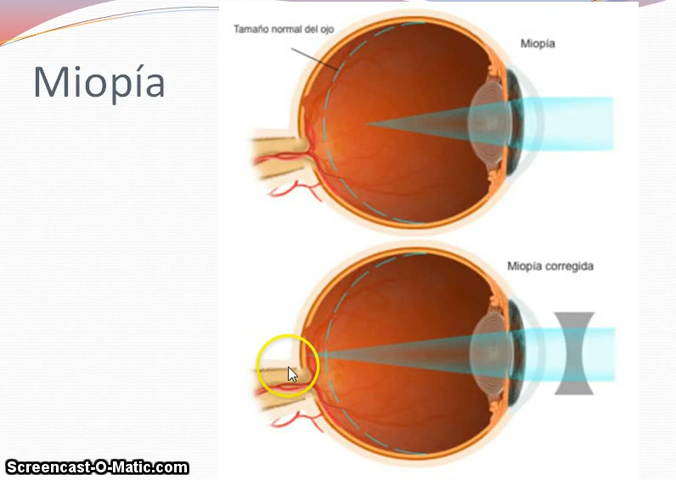 Miopía
Tamaño normal del ojo
Miopía
Miopía corregida
Screencast-O-Matic.com